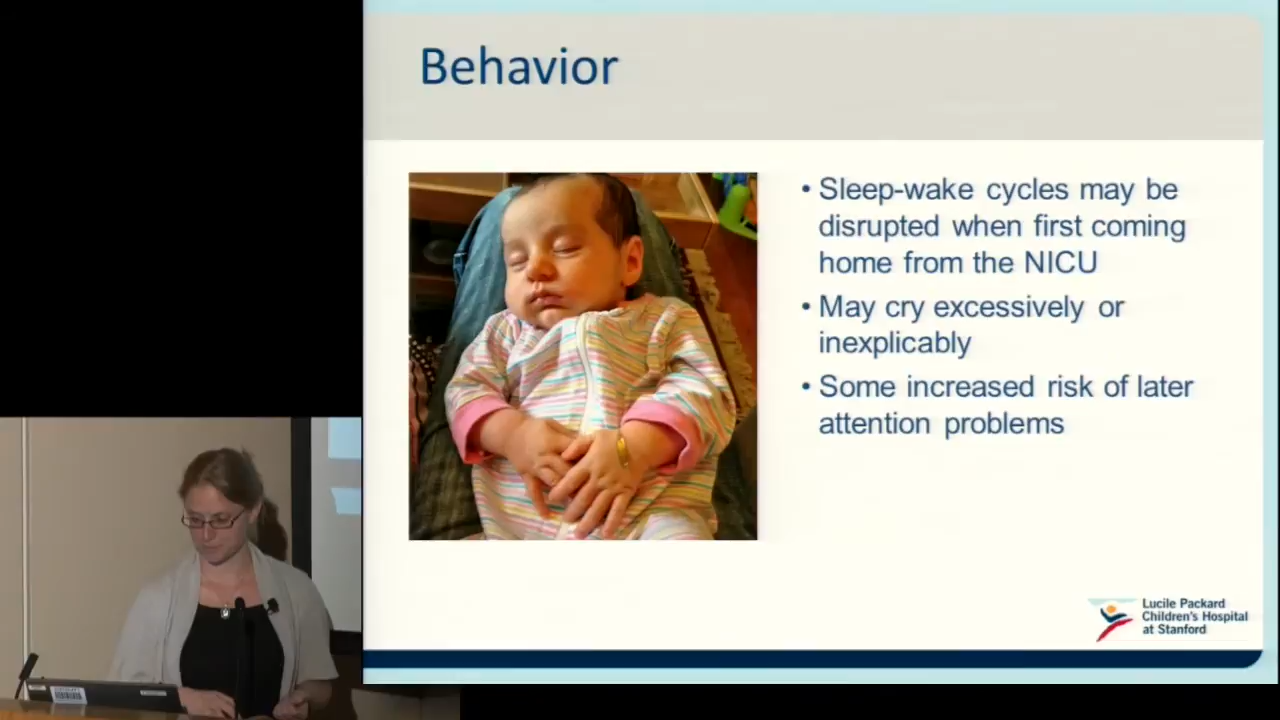 Behavior
• Sleep-wake cycles may be
disrupted when first coming
home from the NICU
• May cry excessively or
inexplicably
• Some increased risk of later
attention problems
Lucile Packard
Children's Hospital
at Stanford